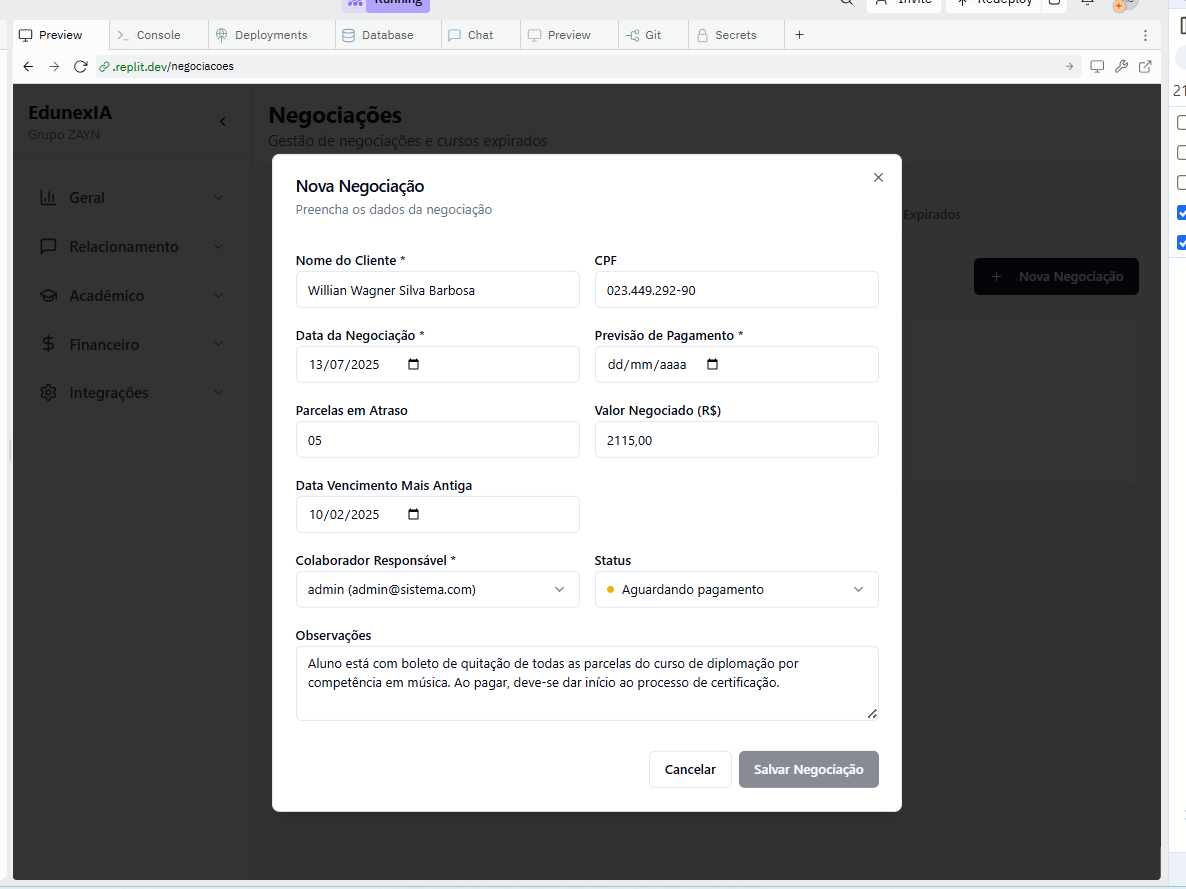 Running
Invite
Redeploy
Preview
Console
Deployments
Database
Chat
Preview
Git
Secrets
.replit.dev/negociacoes
21
EdunexIA
Grupo ZAYN
Geral
Relacionamento
Acadêmico
Financeiro
Integrações
Negociações
Gestão de negociações e cursos expirados
Expirados
Nova Negociação
Nova Negociação
Preencha os dados da negociação
Nome do Cliente *
CPF
Willian Wagner Silva Barbosa
023.449.292-90
Data da Negociação *
Previsão de Pagamento *
13/07/2025
dd/mm/aaaa
Parcelas em Atraso
Valor Negociado (R$)
05
2115,00
Data Vencimento Mais Antiga
10/02/2025
Colaborador Responsável *
Status
admin (admin@sistema.com)
Aguardando pagamento
Observações
Aluno está com boleto de quitação de todas as parcelas do curso de diplomação por
competência em música. Ao pagar, deve-se dar início ao processo de certificação.
Cancelar
Salvar Negociação